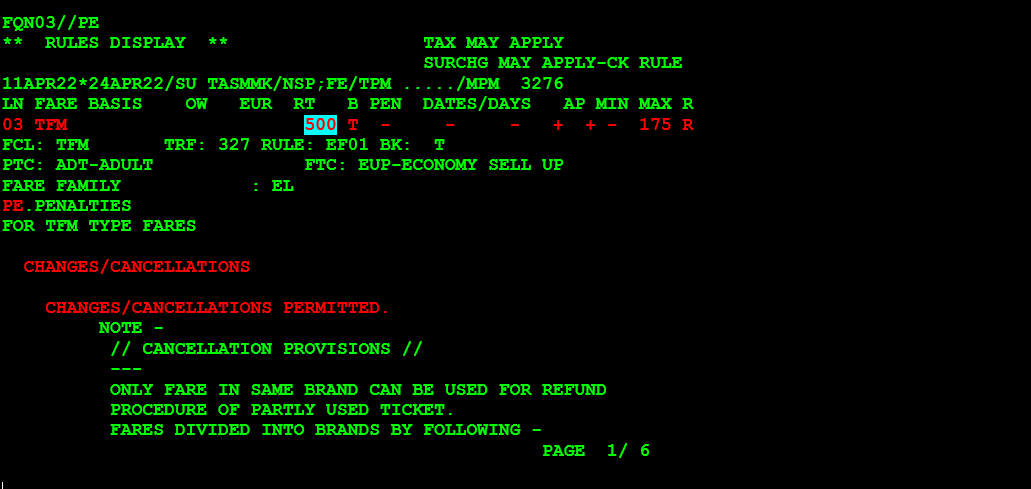 FQN03//PE
** RULES DISPLAY ** TAX MAY APPLY
SURCHG MAY APPLY-CK RULE
11APR22*24APR22/SU TASMMK/NSP;FE/TPM ...../MPM 3276
LN FARE BASIS OW EUR RT B PEN DATES/DAYS AP MIN MAX R
03 TFM 500 T - - - + + - 175 R
FCL: TFM TRF: 327 RULE: EF01 BK: T
PTC: ADT-ADULT FTC: EUP-ECONOMY SELL UP
FARE FAMILY : EL
PE.PENALTIES
FOR TFM TYPE FARES
CHANGES/CANCELLATIONS
CHANGES/CANCELLATIONS PERMITTED.
NOTE -
// CANCELLATION PROVISIONS //
---
ONLY FARE IN SAME BRAND CAN BE USED FOR REFUND
PROCEDURE OF PARTLY USED TICKET.
FARES DIVIDED INTO BRANDS BY FOLLOWING -
PAGE 1/ 6